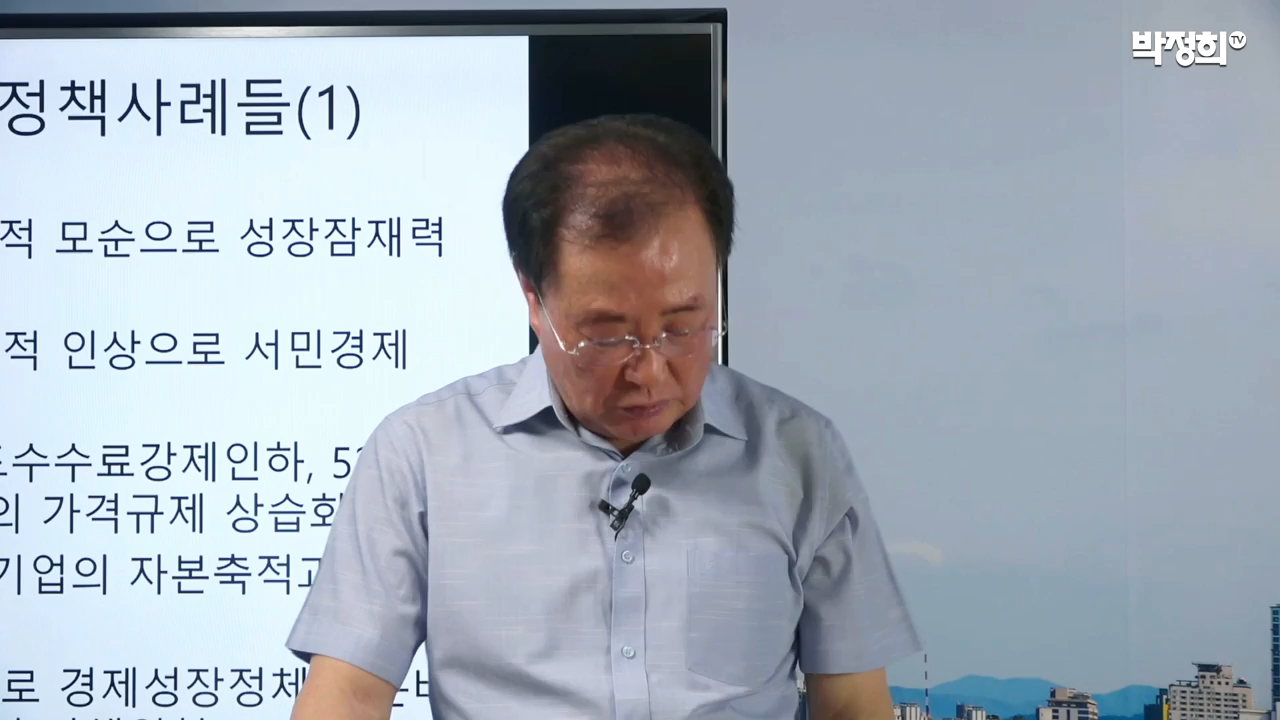 박정희TV
정책사례들(1)
적 모순으로 성장잠재력
적 인상으로 서민경제
수수료강제인하, 5
의 가격규제 상습화
기업의 자본축적
로 경제성장정체